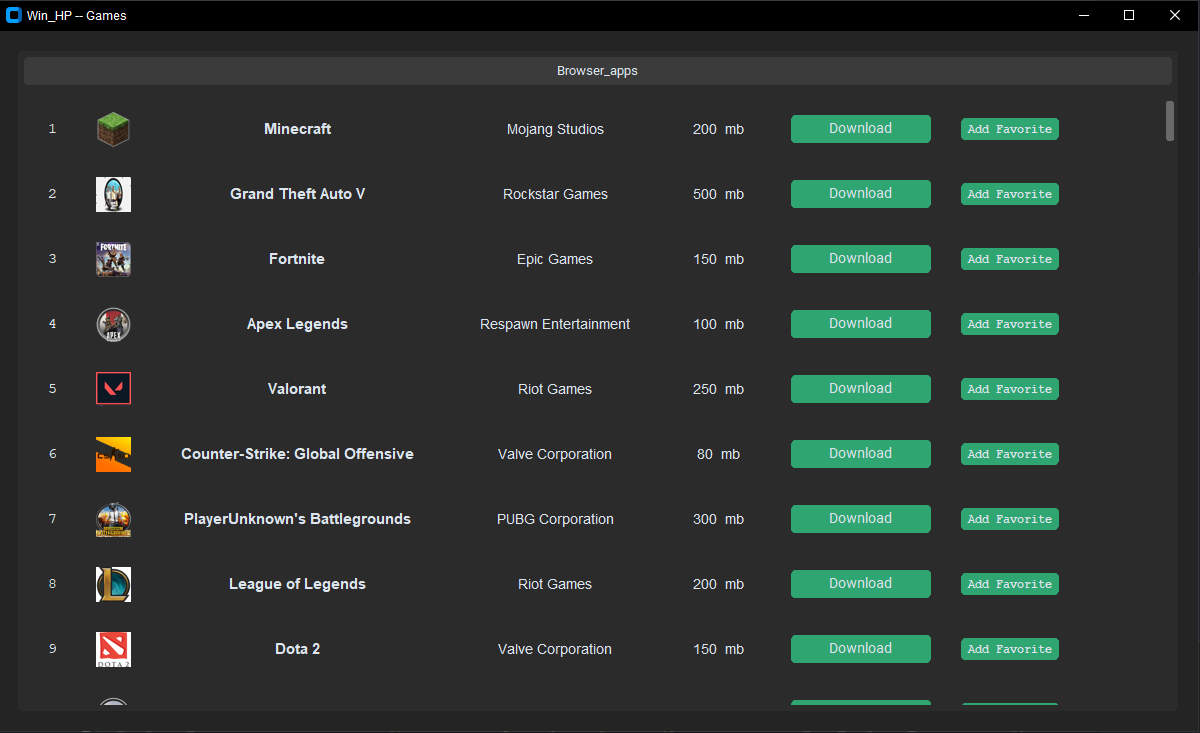 Win_HP -- Games
Browser_apps
1 Minecraft Mojang Studios 200 mb Download Add Favorite
2 Grand Theft Auto V Rockstar Games 500 mb Download Add Favorite
3 FORTNITE Fortnite Epic Games 150 mb Download Add Favorite
4 APEX Apex Legends Respawn Entertainment 100 mb Download Add Favorite
5 Valorant Riot Games 250 mb Download Add Favorite
6 Counter-Strike: Global Offensive Valve Corporation 80 mb Download Add Favorite
7 PlayerUnknown's Battlegrounds PUBG Corporation 300 mb Download Add Favorite
8 League of Legends Riot Games 200 mb Download Add Favorite
9 DOTA 2 Dota 2 Valve Corporation 150 mb Download Add Favorite